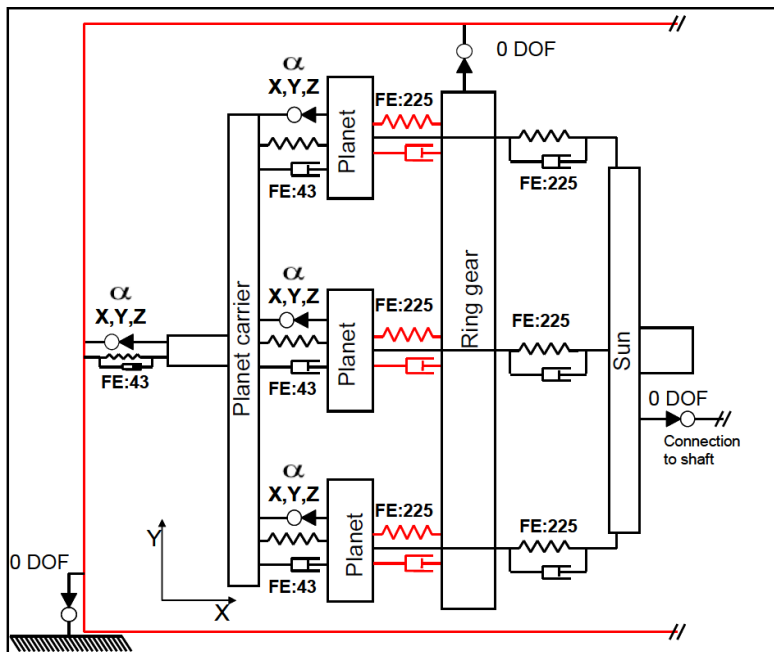 0 DOF
α
X,Y,Z
FE:43
Planet
FE:225
FE:225
α
X,Y,Z
FE:43
Planet carrier
α
X,Y,Z
FE:43
Planet
FE:225
Ring gear
FE:225
Sun
0 DOF
Connection
to shaft
α
X,Y,Z
FE:43
Planet
FE:225
FE:225
0 DOF
Y
X